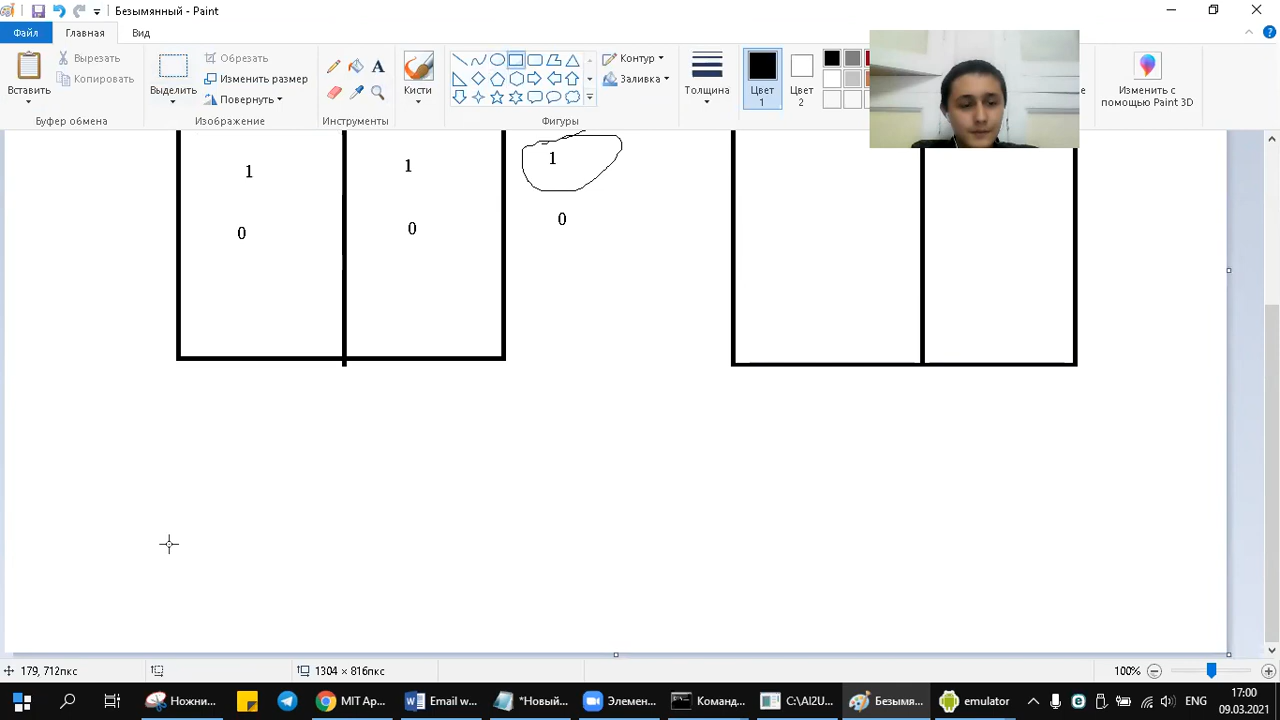 Безымянный - Paint
Файл Главная Вид
Вставить
Вырезать
Копировать
Буфер обмена
Выделить
Обрезать
Изменить размер
Повернуть
Изображение
A
Инструменты
Кисти
Контур
Заливка
Фигуры
Толщина
Цвет 1
Цвет 2
Изменить с помощью Paint 3D
1 1 1
0 0 0
179, 712пкс
1304 × 816пкс
100%
Ножни...
MIT Ap...
Email w...
*Новый...
Элемен...
Команд...
C:\AI2U...
Безымя...
emulator
ENG
17:00
09.03.2021